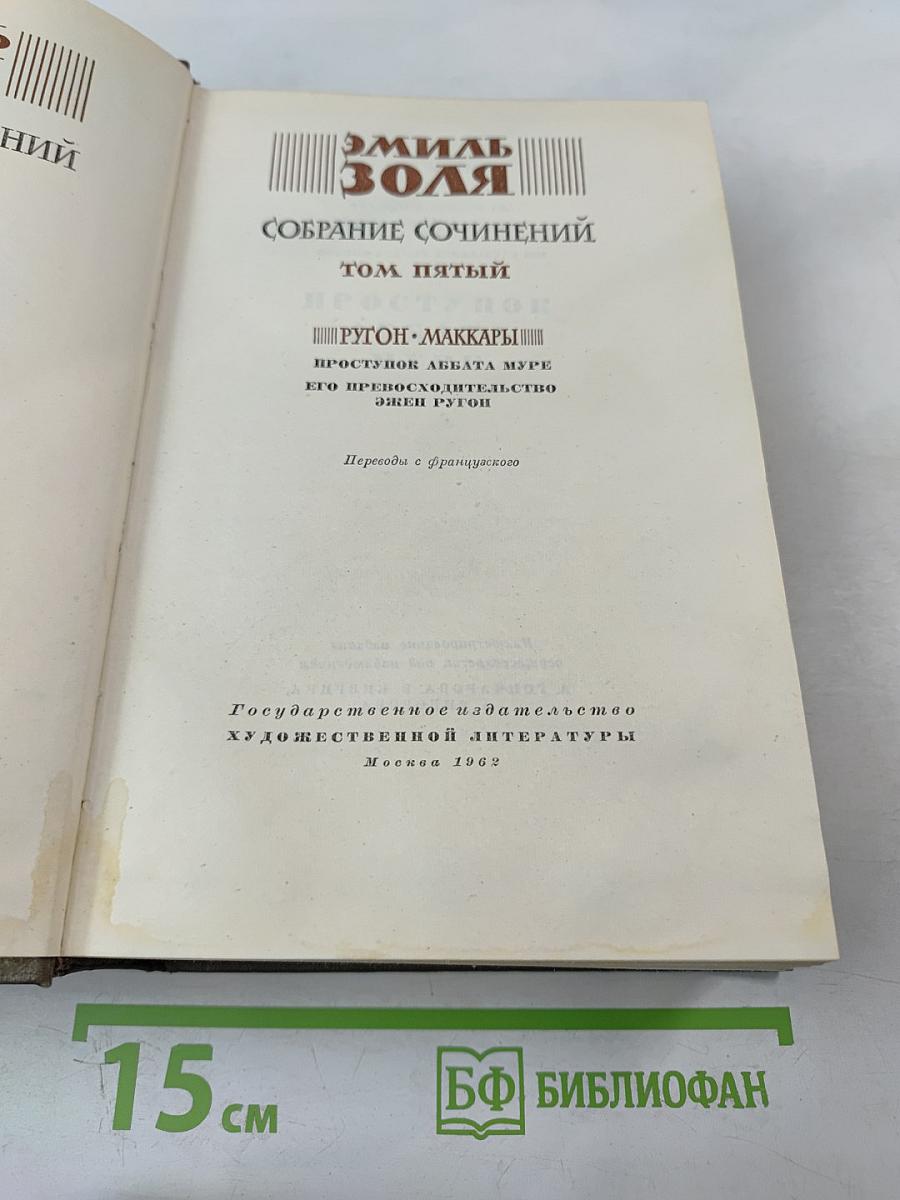 НИЙ
ЭМИЛЬ
ЗОЛЯ
СОБРАНИЕ СОЧИНЕНИЙ
ТОМ ПЯТЫЙ
РУГОН·МАККАРЫ
ПРОСТУПОК АББАТА МУРЕ
ЕГО ПРЕВОСХОДИТЕЛЬСТВО
ЭЖЕН РУГОН
Переводы с французского
Государственное издательство
ХУДОЖЕСТВЕННОЙ ЛИТЕРАТУРЫ
Москва 1962
15 см
БФ БИБЛИОФАН